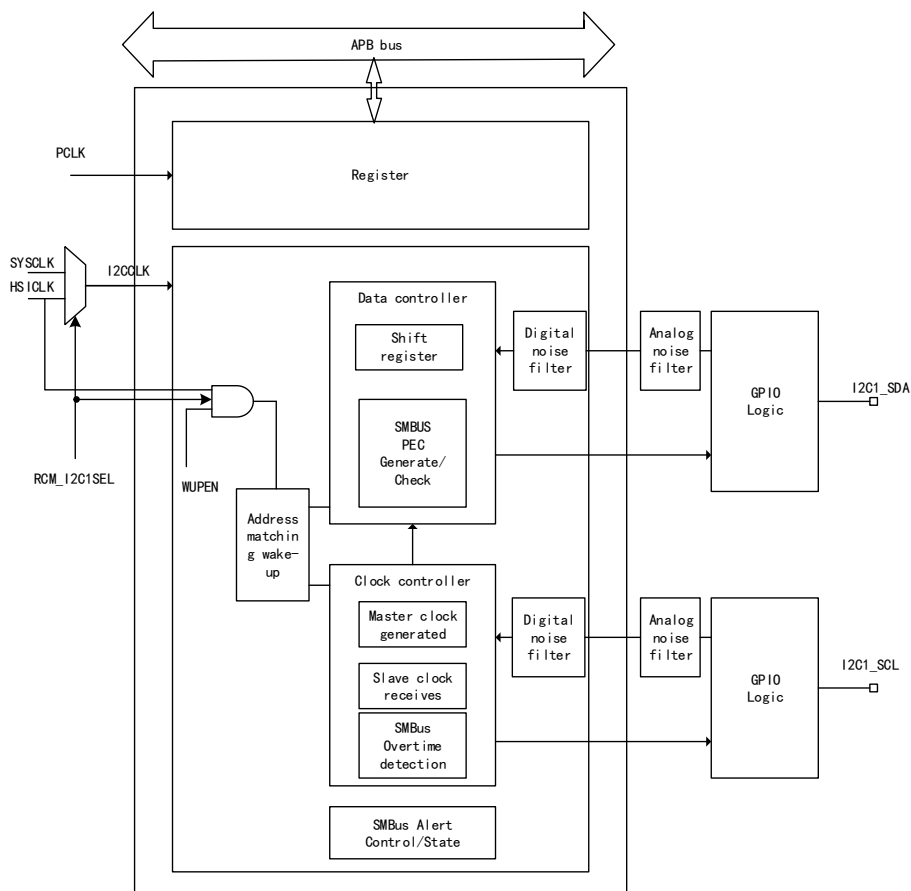 APB bus
PCLK
Register
SYSCLK
HSICLK
I2CCLK
Data controller
Shift
register
Digital
noise
filter
Analog
noise
filter
GPIO
Logic
I2C1_SDA
SMBUS
PEC
Generate/
Check
RCM_I2C1SEL
WUPEN
Address
matchin
g wake-
up
Clock controller
Master clock
generated
Digital
noise
filter
Analog
noise
filter
I2C1_SCL
Slave clock
receives
GPIO
Logic
SMBus
Overtime
detection
SMBus Alert
Control/State